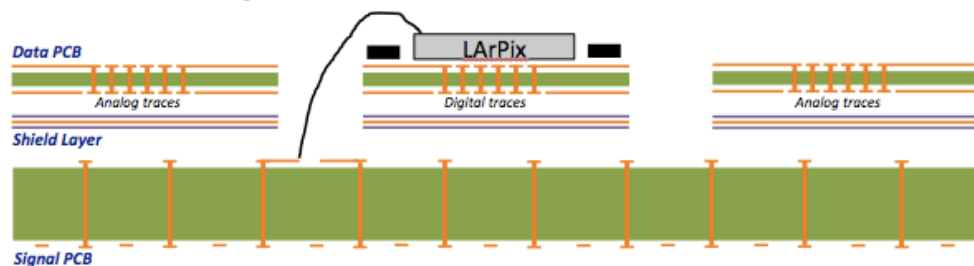 Data PCB
LArPix
Analog traces
Digital traces
Analog traces
Shield Layer
Signal PCB